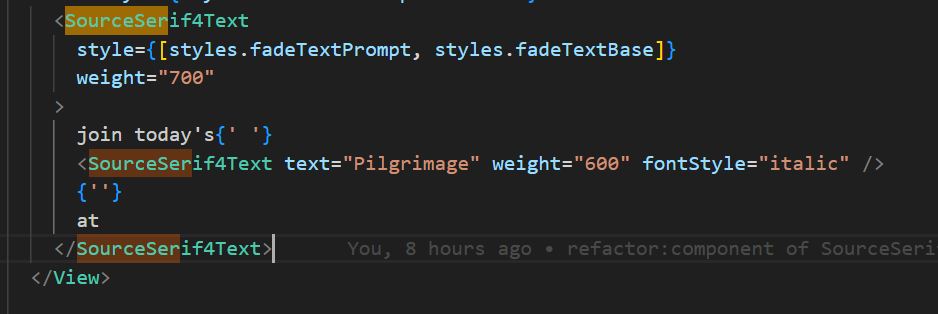 <SourceSerif4Text
style={[styles.fadeTextPrompt, styles.fadeTextBase]}
weight="700"
>
join today's{' '}
<SourceSerif4Text text="Pilgrimage" weight="600" fontStyle="italic" />
{''}
at
</SourceSerif4Text> You, 8 hours ago • refactor:component of SourceSeri
</View>